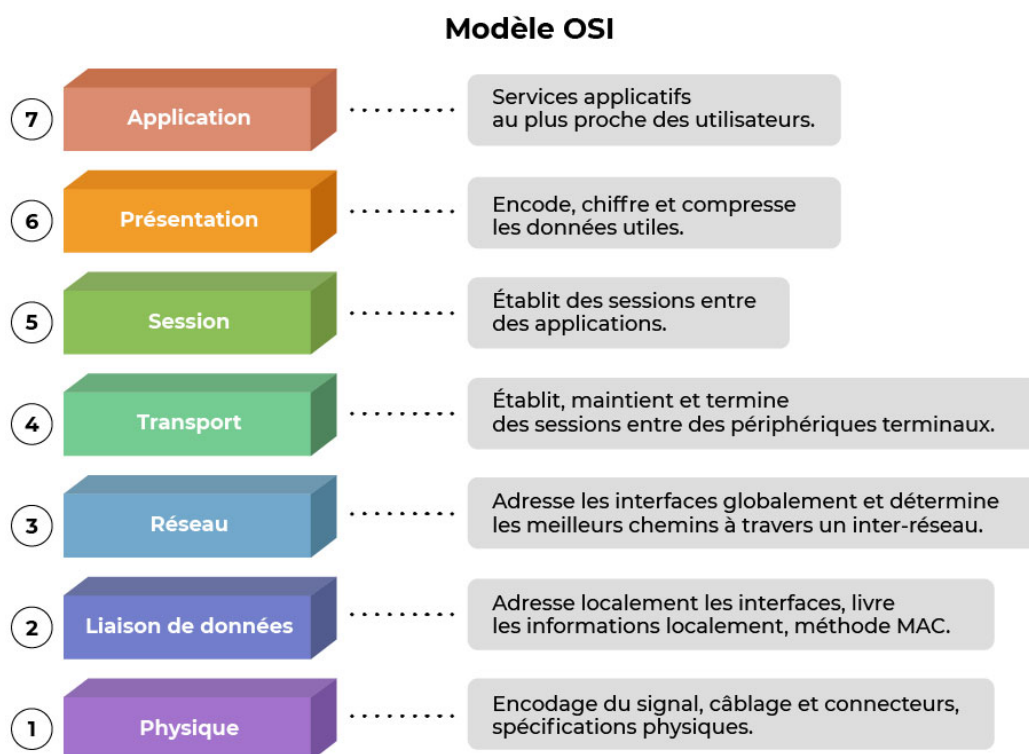 Modèle OSI
7
Application
Services applicatifs
au plus proche des utilisateurs.
6
Présentation
Encode, chiffre et compresse
les données utiles.
5
Session
Établit des sessions entre
des applications.
4
Transport
Établit, maintient et termine
des sessions entre des périphériques terminaux.
3
Réseau
Adresse les interfaces globalement et détermine
les meilleurs chemins à travers un inter-réseau.
2
Liaison de données
Adresse localement les interfaces, livre
les informations localement, méthode MAC.
1
Physique
Encodage du signal, câblage et connecteurs,
spécifications physiques.